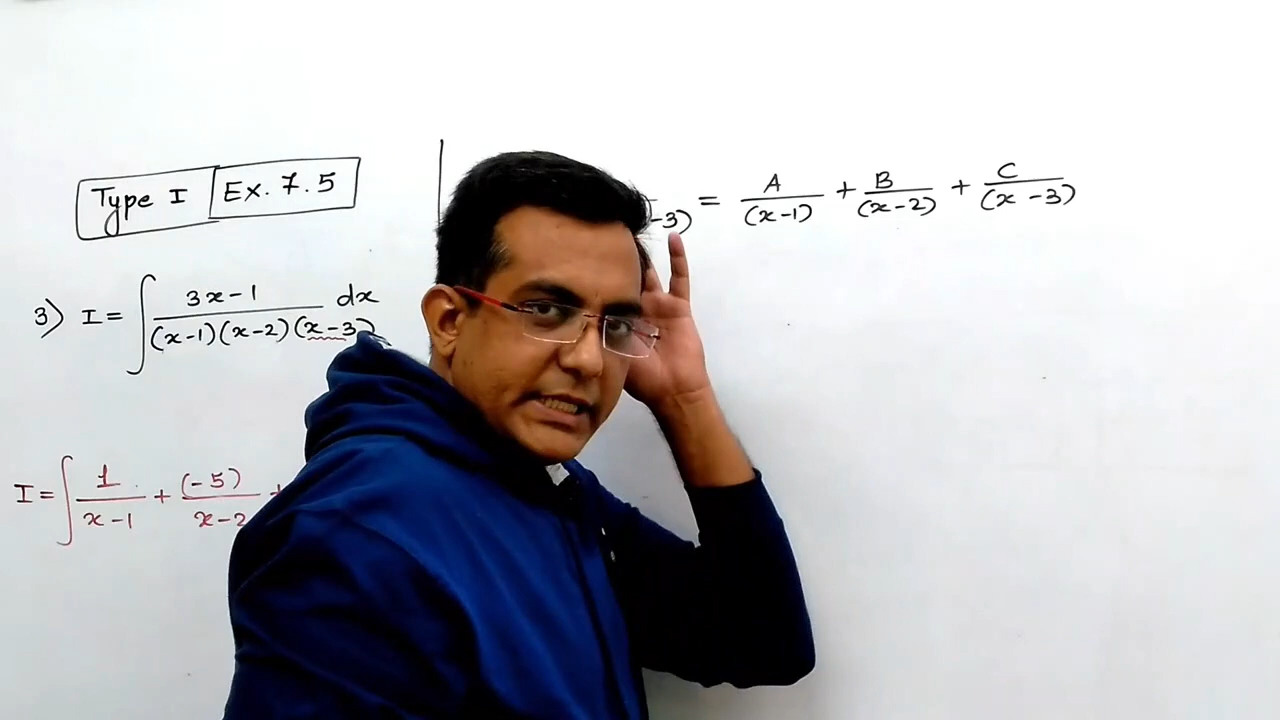 Type I Ex. 7.5
3) I = ∫ 3x-1 / (x-1)(x-2)(x-3) dx
-3) = A/(x-1) + B/(x-2) + C/(x-3)
I = ∫ 1/x-1 + (-5)/x-2 +